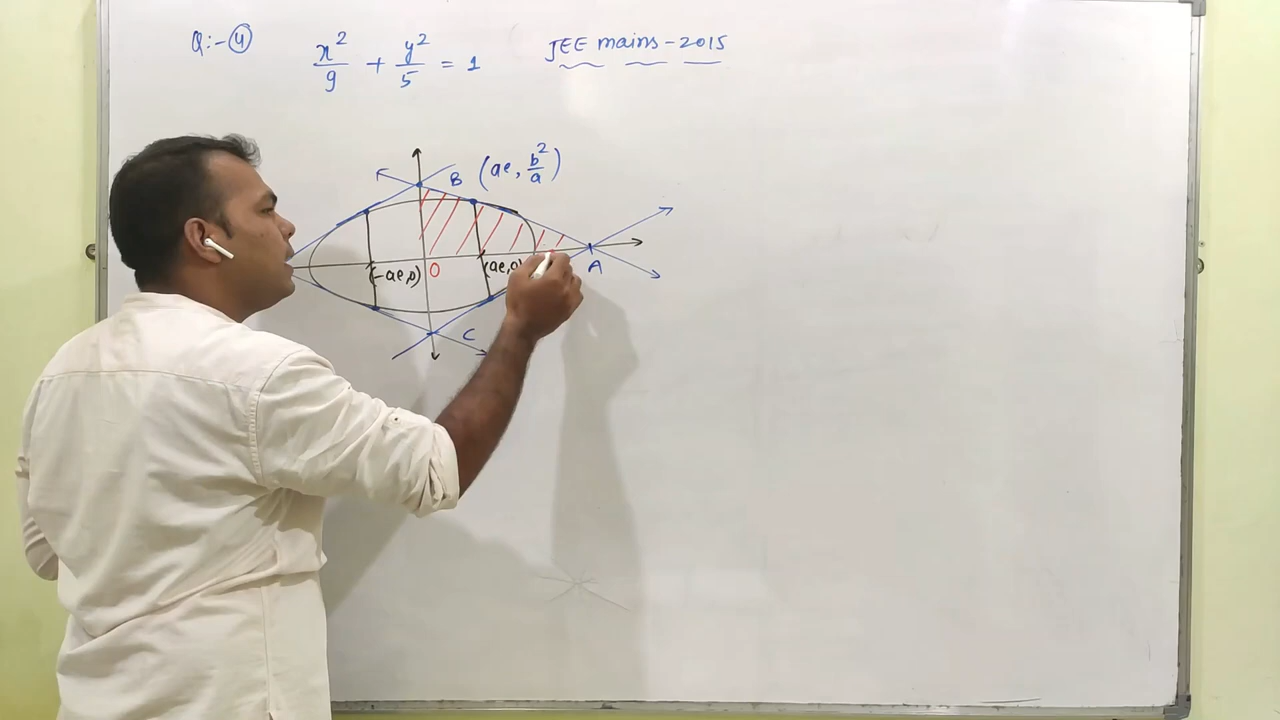 Q:-④ x²/9 + y²/5 = 1 JEE mains-2015
B (ae, b²/a)
(-ae,0) O (ae,0) A
C